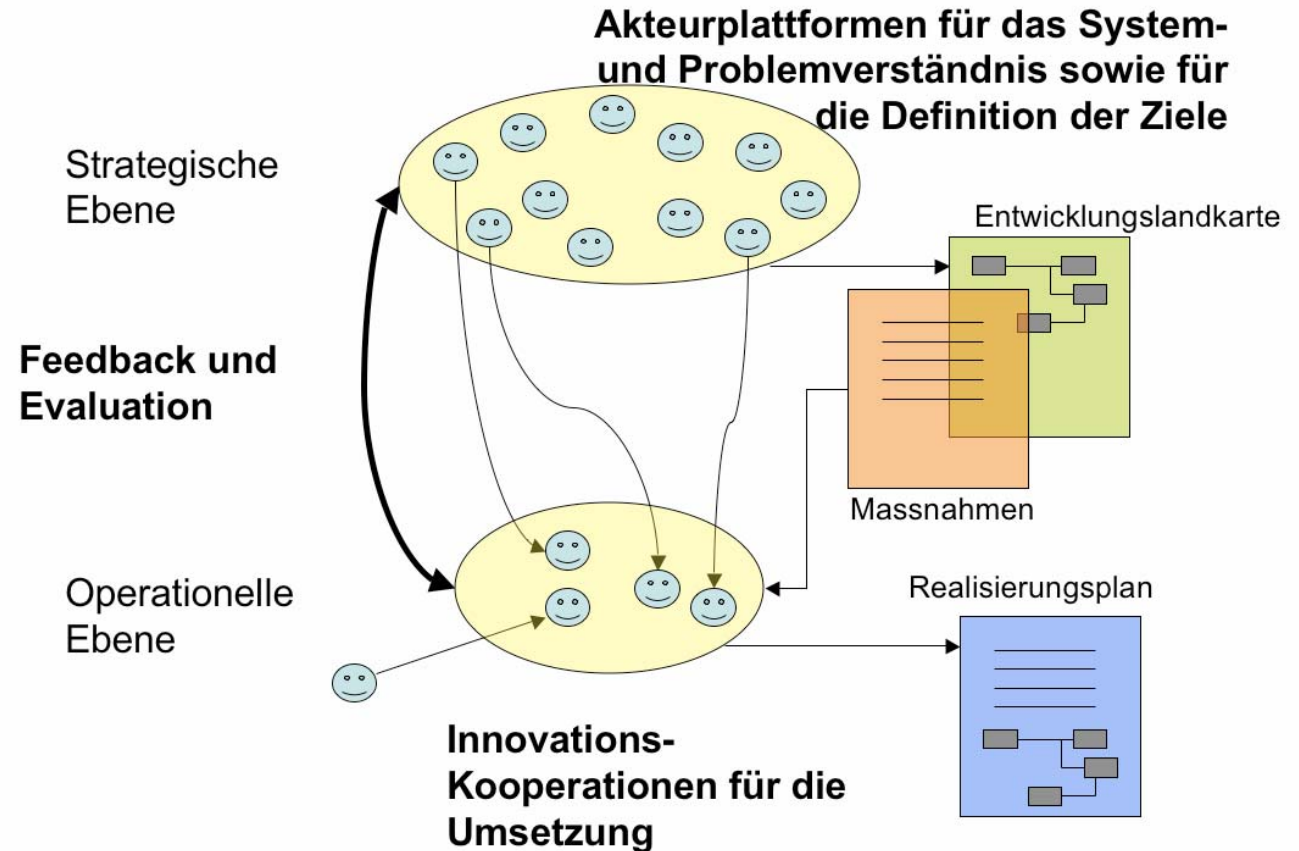 Akteurplattformen für das System-
und Problemverständnis sowie für
die Definition der Ziele
Strategische
Ebene
Entwicklungslandkarte
Feedback und
Evaluation
Massnahmen
Operationelle
Ebene
Realisierungsplan
Innovations-
Kooperationen für die
Umsetzung